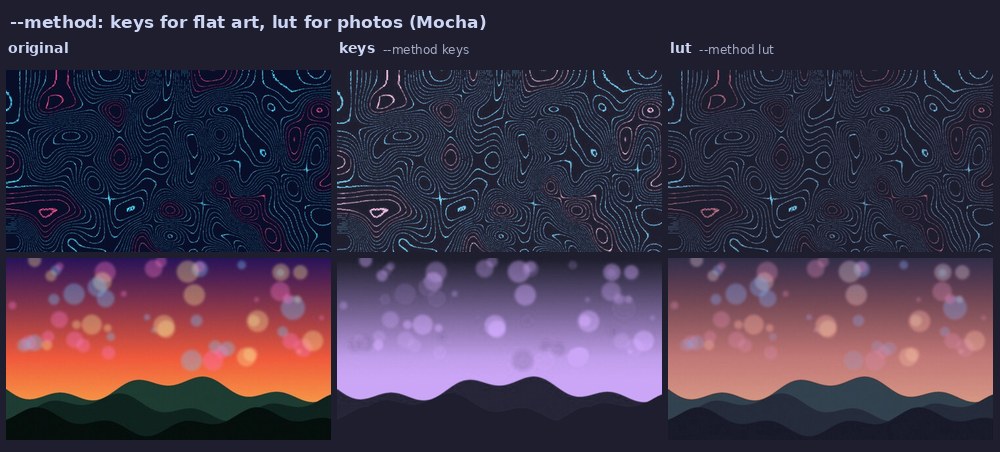 --method: keys for flat art, lut for photos (Mocha)
original
keys --method keys
lut --method lut